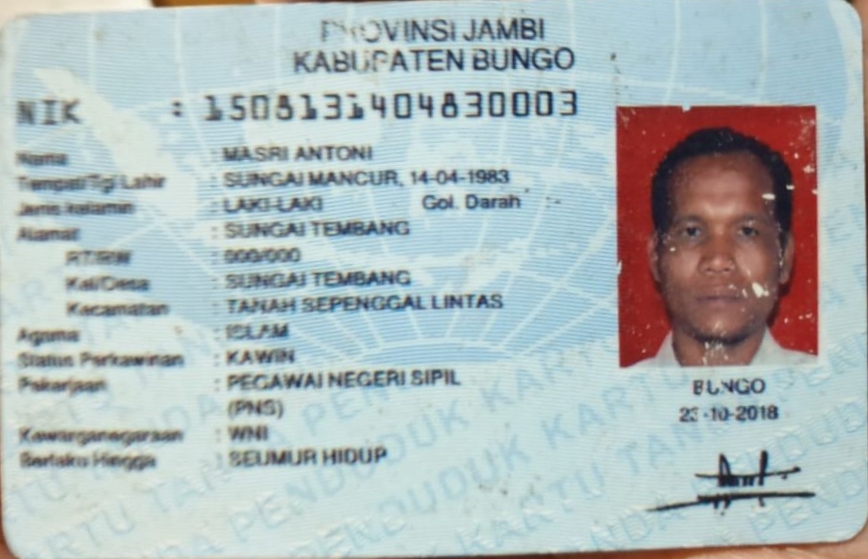 PROVINSI JAMBI
KABUPATEN BUNGO
NIK : 1508131404830003
Nama : MASRI ANTONI
Tempat/Tgl Lahir : SUNGAI MANCUR, 14-04-1983
Jenis kelamin : LAKI-LAKI Gol. Darah : -
Alamat : SUNGAI TEMBANG
RT/RW : 000/000
Kel/Desa : SUNGAI TEMBANG
Kecamatan : TANAH SEPENGGAL LINTAS
Agama : ISLAM
Status Perkawinan : KAWIN
Pekerjaan : PEGAWAI NEGERI SIPIL
(PNS)
Kewarganegaraan : WNI
Berlaku Hingga : SEUMUR HIDUP
BUNGO
23-10-2018
KARTU TANDA PENDUDUK